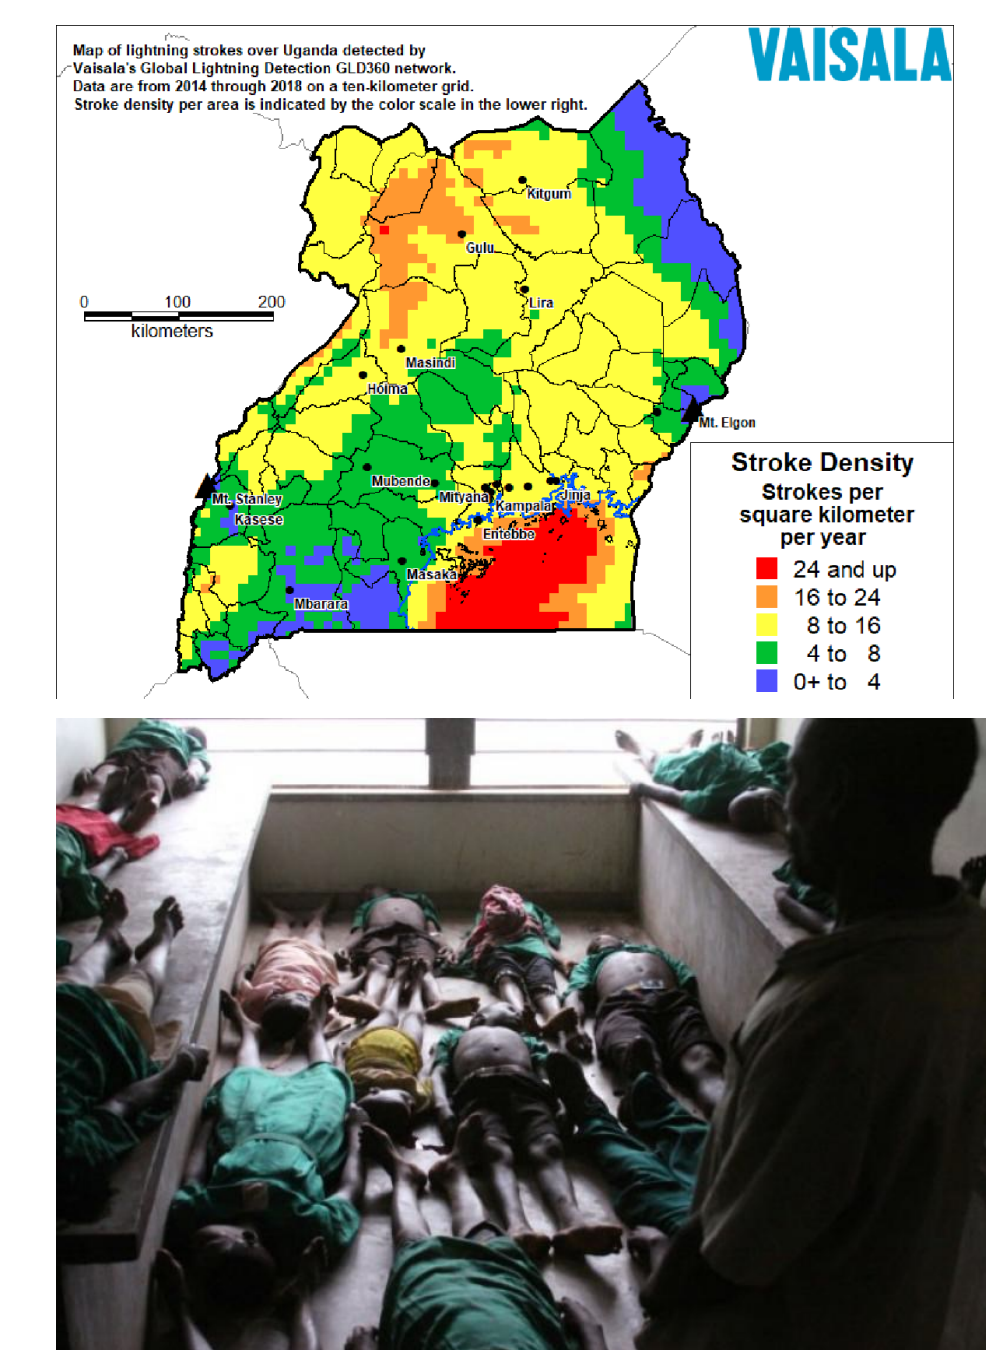 Map of lightning strokes over Uganda detected by
Vaisala's Global Lightning Detection GLD360 network.
Data are from 2014 through 2018 on a ten-kilometer grid.
Stroke density per area is indicated by the color scale in the lower right.
VAISALA
Kitgum
Gulu
0 100 200
kilometers
Lira
Masindi
Hoima
Mt. Elgon
Mubende
Mityana
Jinja
Mt. Stanley
Kampala
Kasese
Entebbe
Masaka
Mbarara
Stroke Density
Strokes per
square kilometer
per year
24 and up
16 to 24
8 to 16
4 to 8
0+ to 4